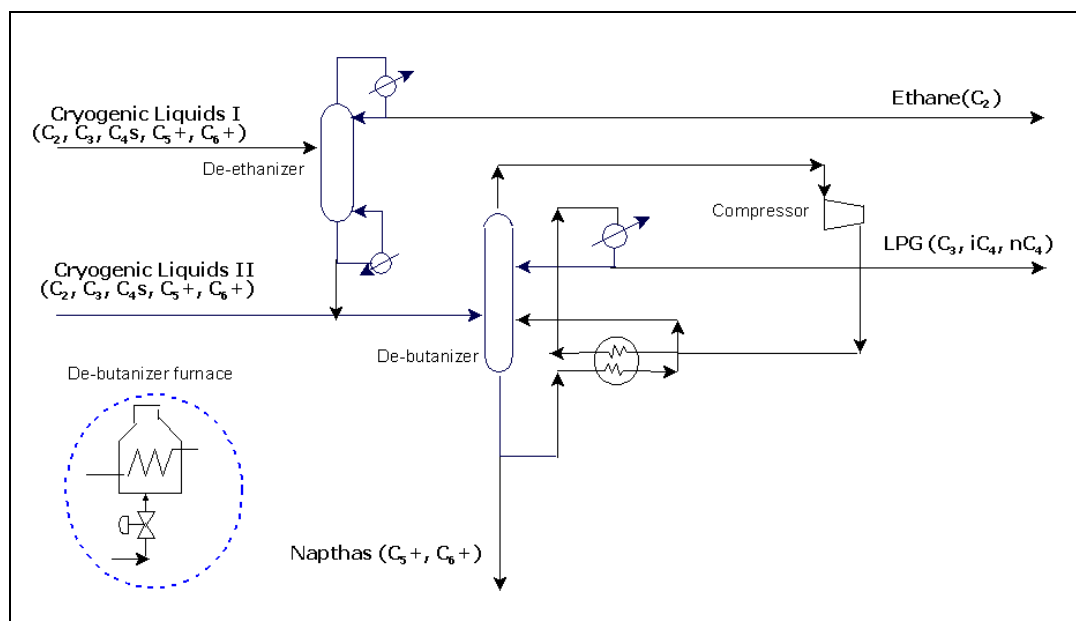 Cryogenic Liquids I
(C₂, C₃, C₄s, C₅+, C₆+)
De-ethanizer
Ethane(C₂)
Compressor
LPG (C₃, iC₄, nC₄)
Cryogenic Liquids II
(C₂, C₃, C₄s, C₅+, C₆+)
De-butanizer
De-butanizer furnace
Napthas (C₅+, C₆+)